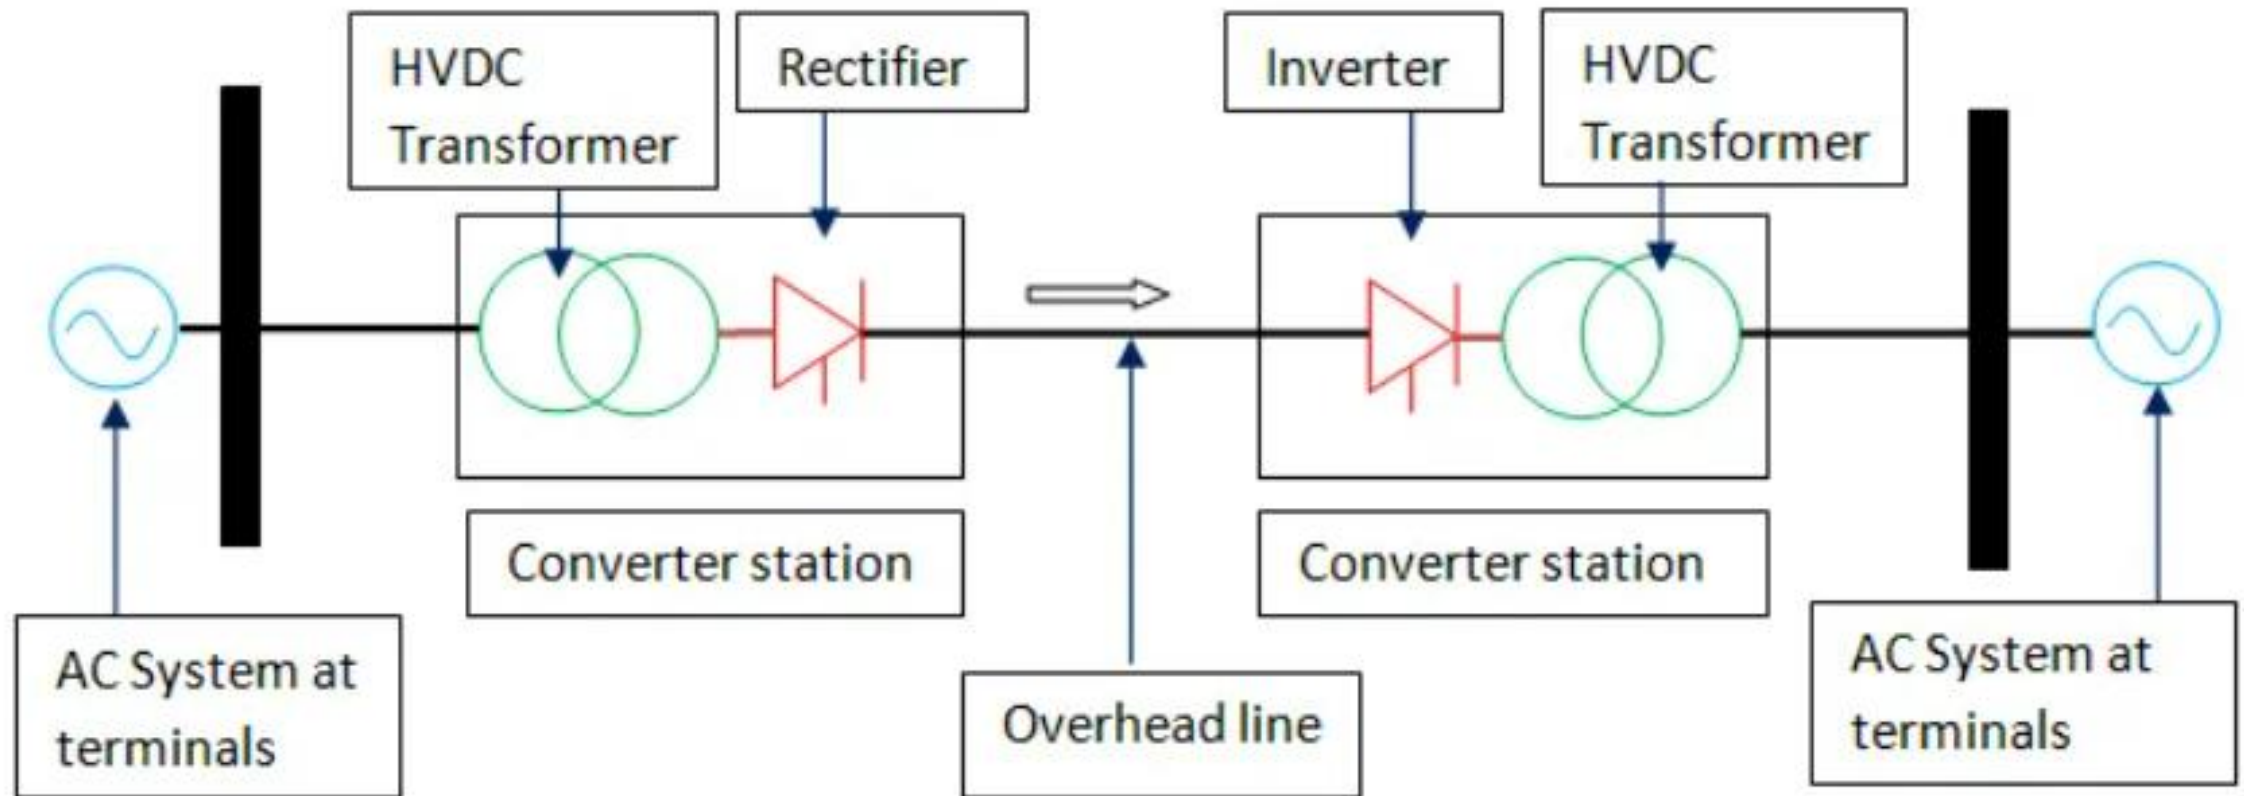 HVDC
Transformer
Rectifier
Inverter
HVDC
Transformer
Converter station
Converter station
AC System at
terminals
Overhead line
AC System at
terminals